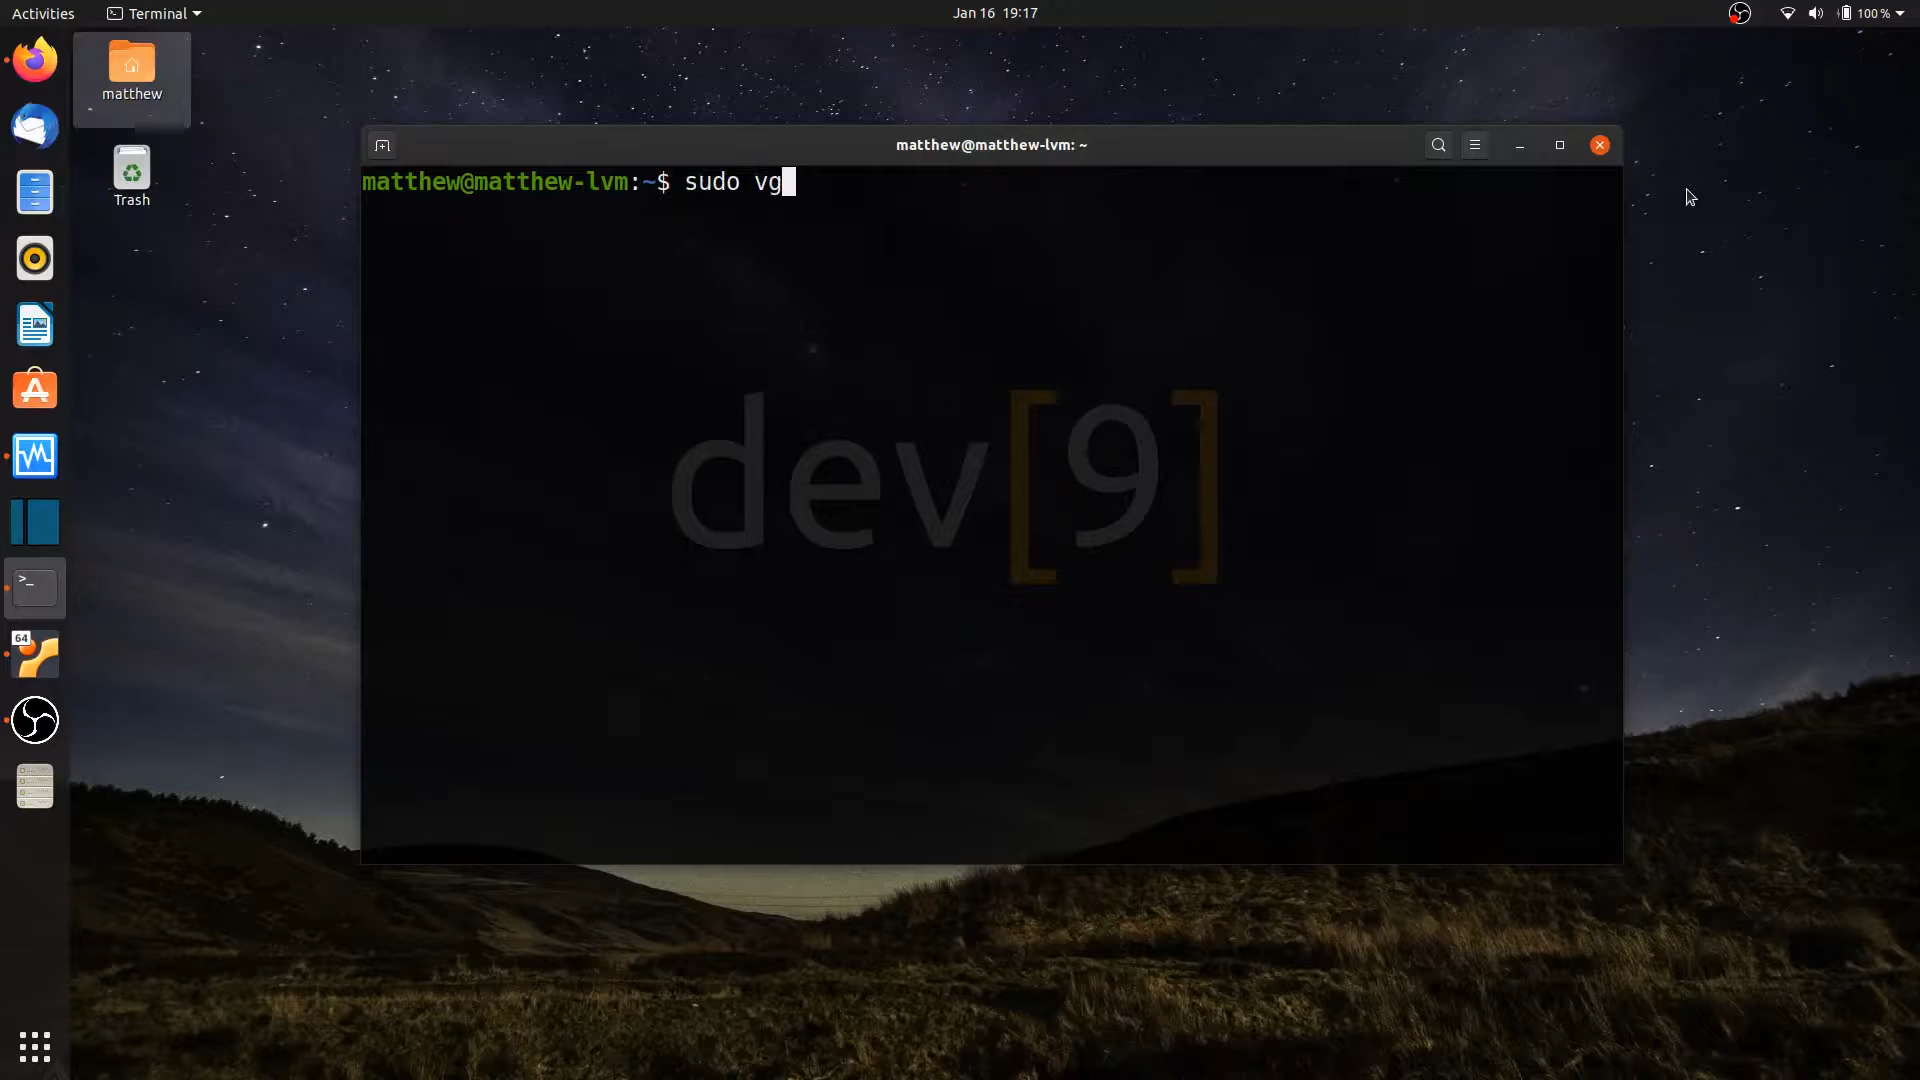 Activities
Terminal
Jan 16 19:17
100 %
matthew
Trash
matthew@matthew-lvm: ~
matthew@matthew-lvm:~$ sudo vg
dev[9]
64
>_